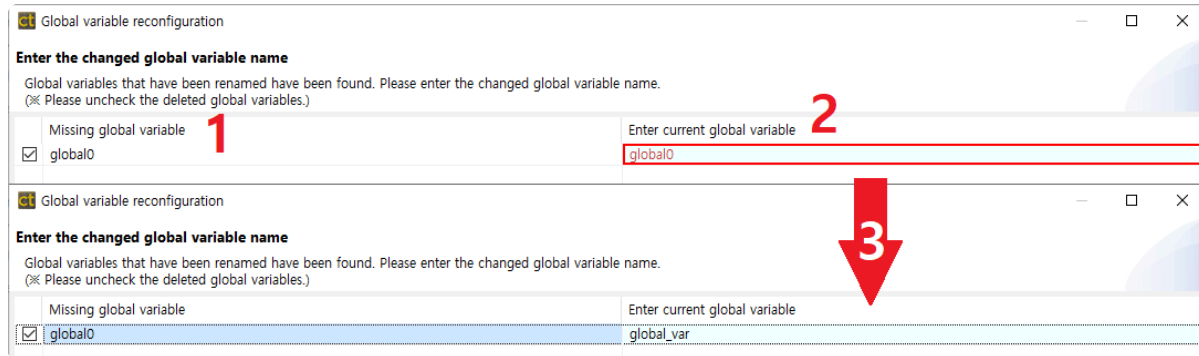 ct Global variable reconfiguration
Enter the changed global variable name
Global variables that have been renamed have been found. Please enter the changed global variable name.
(※ Please uncheck the deleted global variables.)
Missing global variable 1 Enter current global variable 2
global0 global0
3
ct Global variable reconfiguration
Enter the changed global variable name
Global variables that have been renamed have been found. Please enter the changed global variable name.
(※ Please uncheck the deleted global variables.)
Missing global variable Enter current global variable
global0 global_var